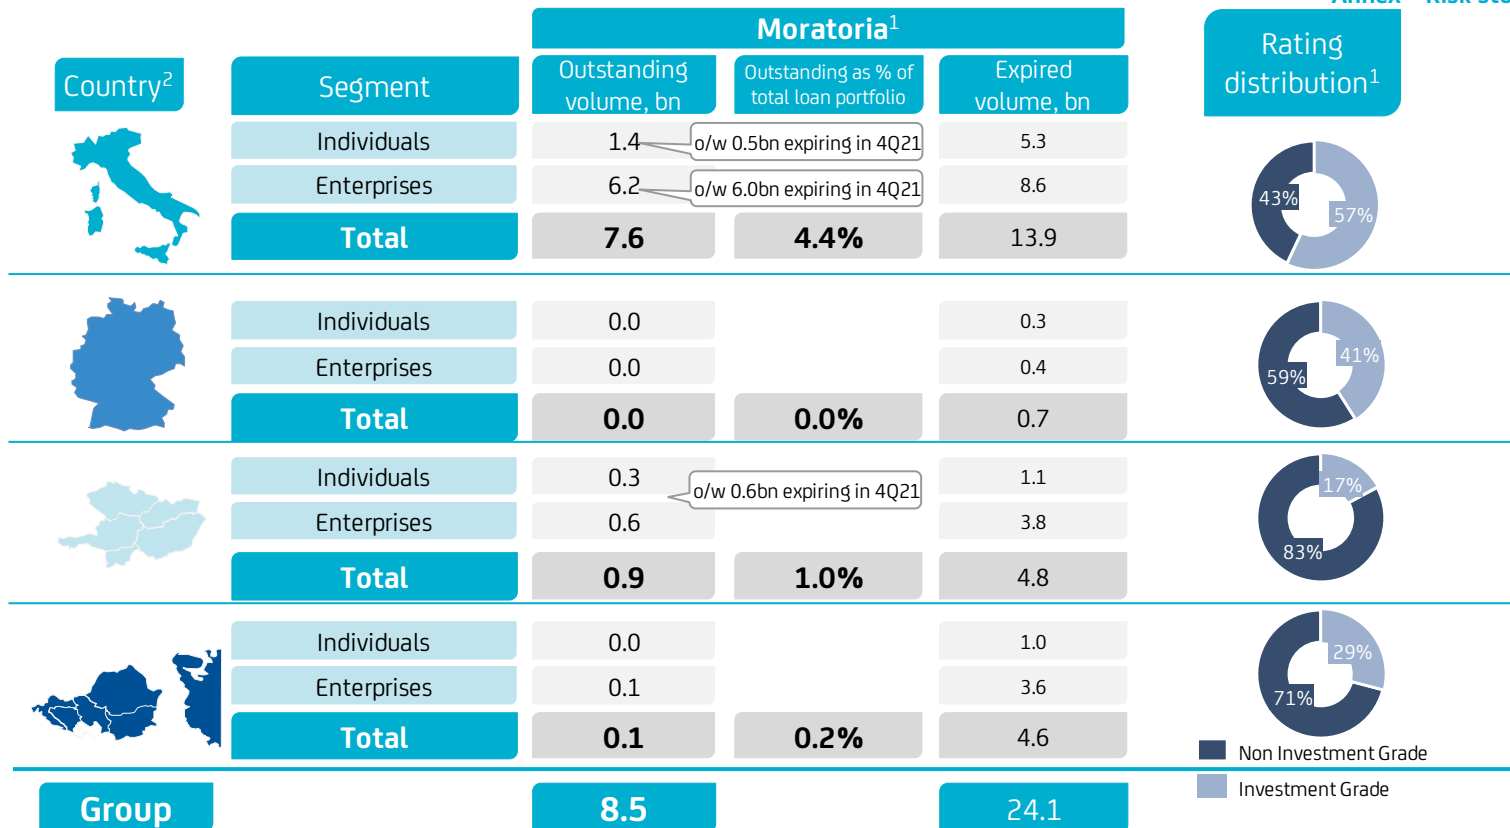 Annex – Risk sto
Moratoria1
Rating
distribution1
Country2
Segment
Outstanding
volume, bn
Outstanding as % of
total loan portfolio
Expired
volume, bn
Individuals 1.4 o/w 0.5bn expiring in 4Q21 5.3
Enterprises 6.2 o/w 6.0bn expiring in 4Q21 8.6
Total 7.6 4.4% 13.9
43% 57%
Individuals 0.0 0.3
Enterprises 0.0 0.4
Total 0.0 0.0% 0.7
41%
59%
Individuals 0.3 1.1
o/w 0.6bn expiring in 4Q21
Enterprises 0.6 3.8
Total 0.9 1.0% 4.8
17%
83%
Individuals 0.0 1.0
Enterprises 0.1 3.6
Total 0.1 0.2% 4.6
29%
71%
Non Investment Grade
Investment Grade
Group 8.5 24.1